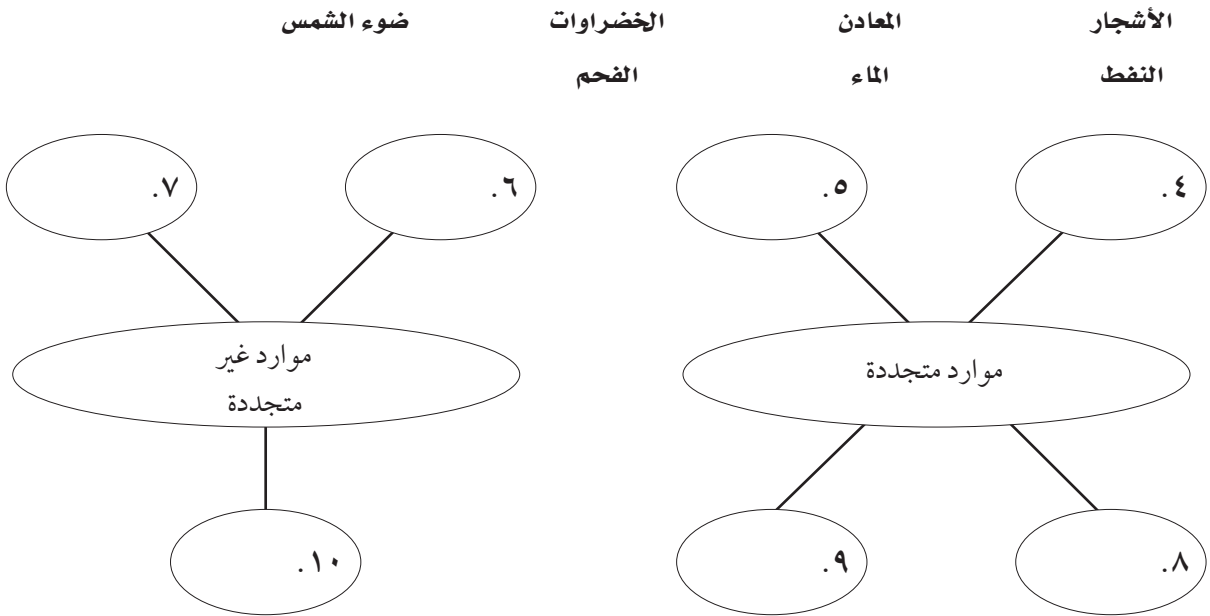 الأشجار المعادن الخضراوات ضوء الشمس
النفط الماء الفحم
٤. ٥. ٦. ٧.
موارد متجددة
موارد غير
متجددة
٨. ٩. ١٠.